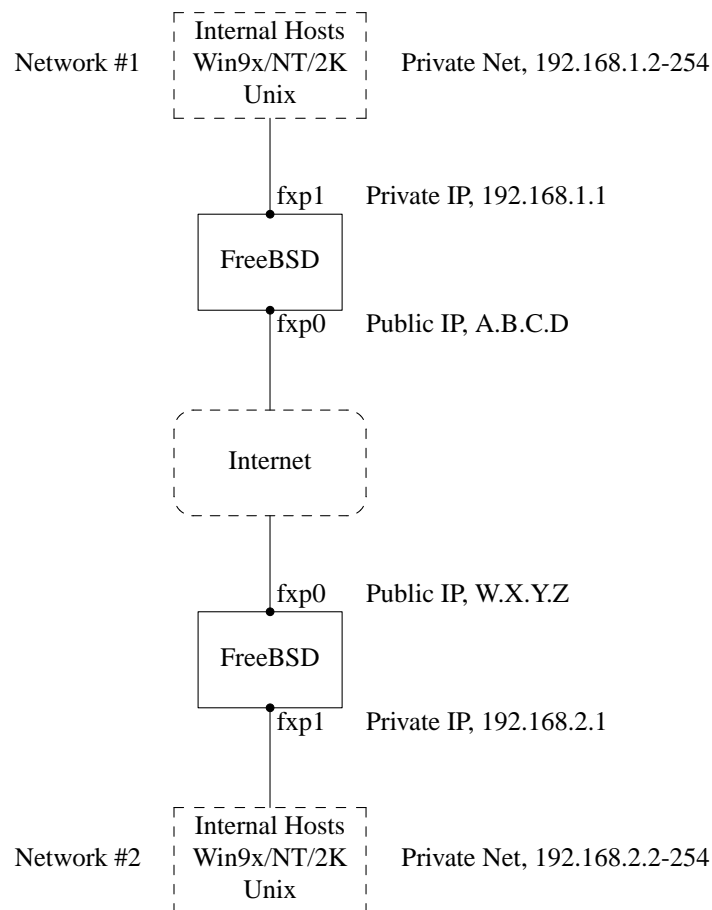 Internal Hosts
Network #1 Win9x/NT/2K Private Net, 192.168.1.2-254
Unix
fxp1 Private IP, 192.168.1.1
FreeBSD
fxp0 Public IP, A.B.C.D
Internet
fxp0 Public IP, W.X.Y.Z
FreeBSD
fxp1 Private IP, 192.168.2.1
Internal Hosts
Network #2 Win9x/NT/2K Private Net, 192.168.2.2-254
Unix